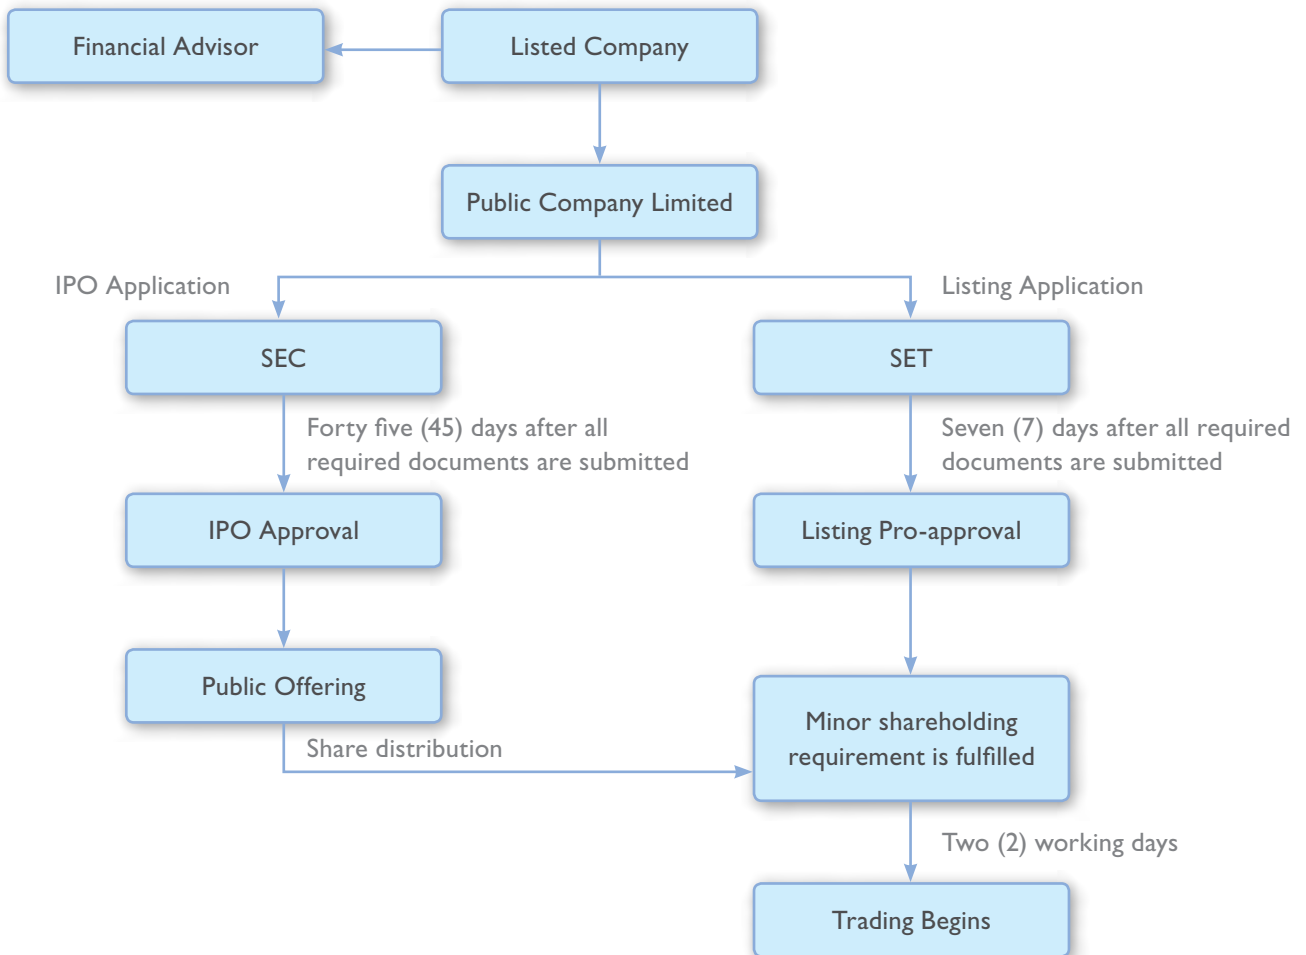 Financial Advisor
Listed Company
Public Company Limited
IPO Application
Listing Application
SEC
SET
Forty five (45) days after all
required documents are submitted
Seven (7) days after all required
documents are submitted
IPO Approval
Listing Pro-approval
Public Offering
Minor shareholding
requirement is fulfilled
Share distribution
Two (2) working days
Trading Begins